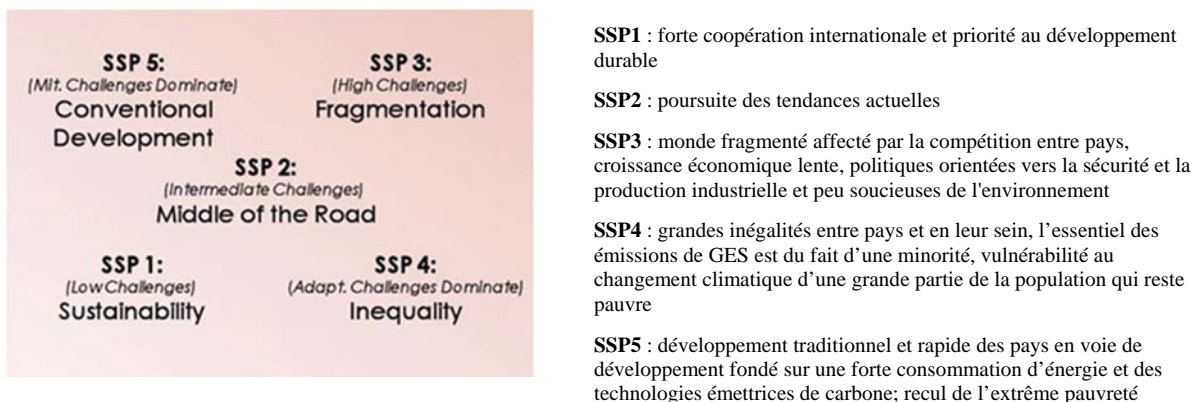 SSP 5:
(Mit. Challenges Dominate)
Conventional
Development
SSP 3:
(High Challenges)
Fragmentation
SSP 2:
(Intermediate Challenges)
Middle of the Road
SSP 1:
(Low Challenges)
Sustainability
SSP 4:
(Adapt. Challenges Dominate)
Inequality
SSP1 : forte coopération internationale et priorité au développement
durable
SSP2 : poursuite des tendances actuelles
SSP3 : monde fragmenté affecté par la compétition entre pays,
croissance économique lente, politiques orientées vers la sécurité et la
production industrielle et peu soucieuses de l'environnement
SSP4 : grandes inégalités entre pays et en leur sein, l’essentiel des
émissions de GES est du fait d’une minorité, vulnérabilité au
changement climatique d’une grande partie de la population qui reste
pauvre
SSP5 : développement traditionnel et rapide des pays en voie de
développement fondé sur une forte consommation d’énergie et des
technologies émettrices de carbone; recul de l’extrême pauvreté